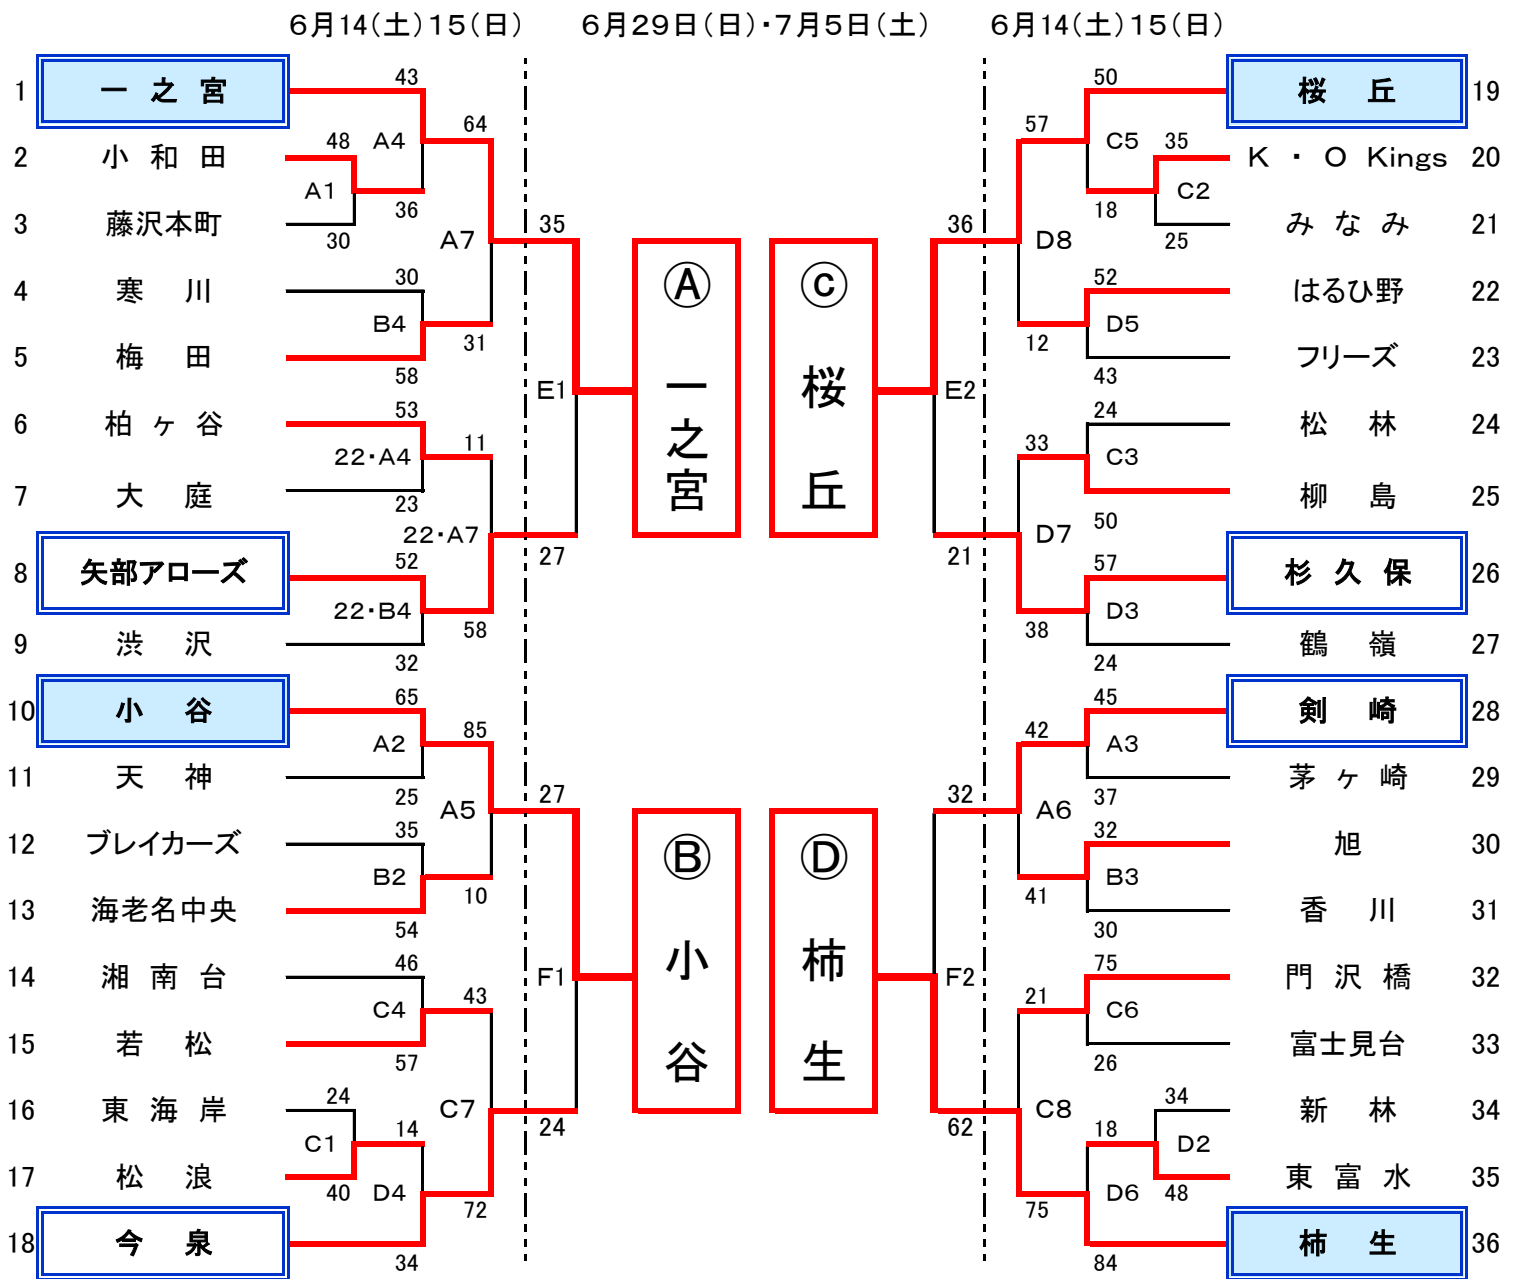 6月14(土)15(日) 6月29日(日)・7月5日(土) 6月14(土)15(日)
1 一之宮 43 50 桜丘 19
64 57
2 小和田 48 A4 C5 35 K・O Kings 20
A1 C2
36 18
3 藤沢本町 30 A7 35 36 D8 25 みなみ 21
4 寒川 30 Ⓐ一之宮 Ⓒ桜丘 52 はるひ野 22
B4 D5
31 12
5 梅田 58 43 フリーズ 23
E1 E2
6 柏ヶ谷 53 24 松林 24
11 33
22・A4 C3
7 大庭 23 柳島 25
22・A7 D7 50
27 21
8 矢部アローズ 52 57 杉久保 26
22・B4 D3
58 38
9 渋沢 32 24 鶴嶺 27
10 小谷 65 45 剣崎 28
85 42
A2 A3
11 天神 25 37 茅ヶ崎 29
A5 27 32 A6
12 ブレイカーズ 35 Ⓑ小谷 Ⓓ柿生 32 旭 30
B2 B3
10 41
13 海老名中央 54 30 香川 31
14 湘南台 46 F1 F2 75 門沢橋 32
43 21
C4 C6
15 若松 57 26 富士見台 33
16 東海岸 24 C7 24 62 C8 34 新林 34
14 18
C1 D2
17 松浪 40 D4 D6 48 東富水 35
72 75
18 今泉 34 84 柿生 36